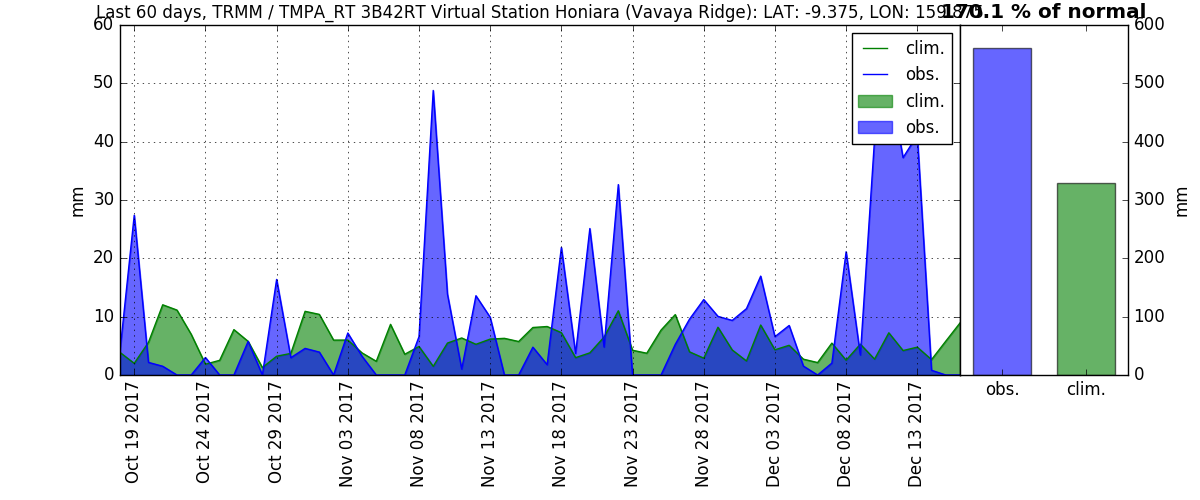 Last 60 days, TRMM / TMPA_RT 3B42RT Virtual Station Honiara (Vavaya Ridge): LAT: -9.375, LON:
170.1 % of normal
60
50
40
30
20
10
0
mm
clim.
obs.
clim.
obs.
Oct 19 2017
Oct 24 2017
Oct 29 2017
Nov 03 2017
Nov 08 2017
Nov 13 2017
Nov 18 2017
Nov 23 2017
Nov 28 2017
Dec 03 2017
Dec 08 2017
Dec 13 2017
600
500
400
300
200
100
0
mm
obs.
clim.